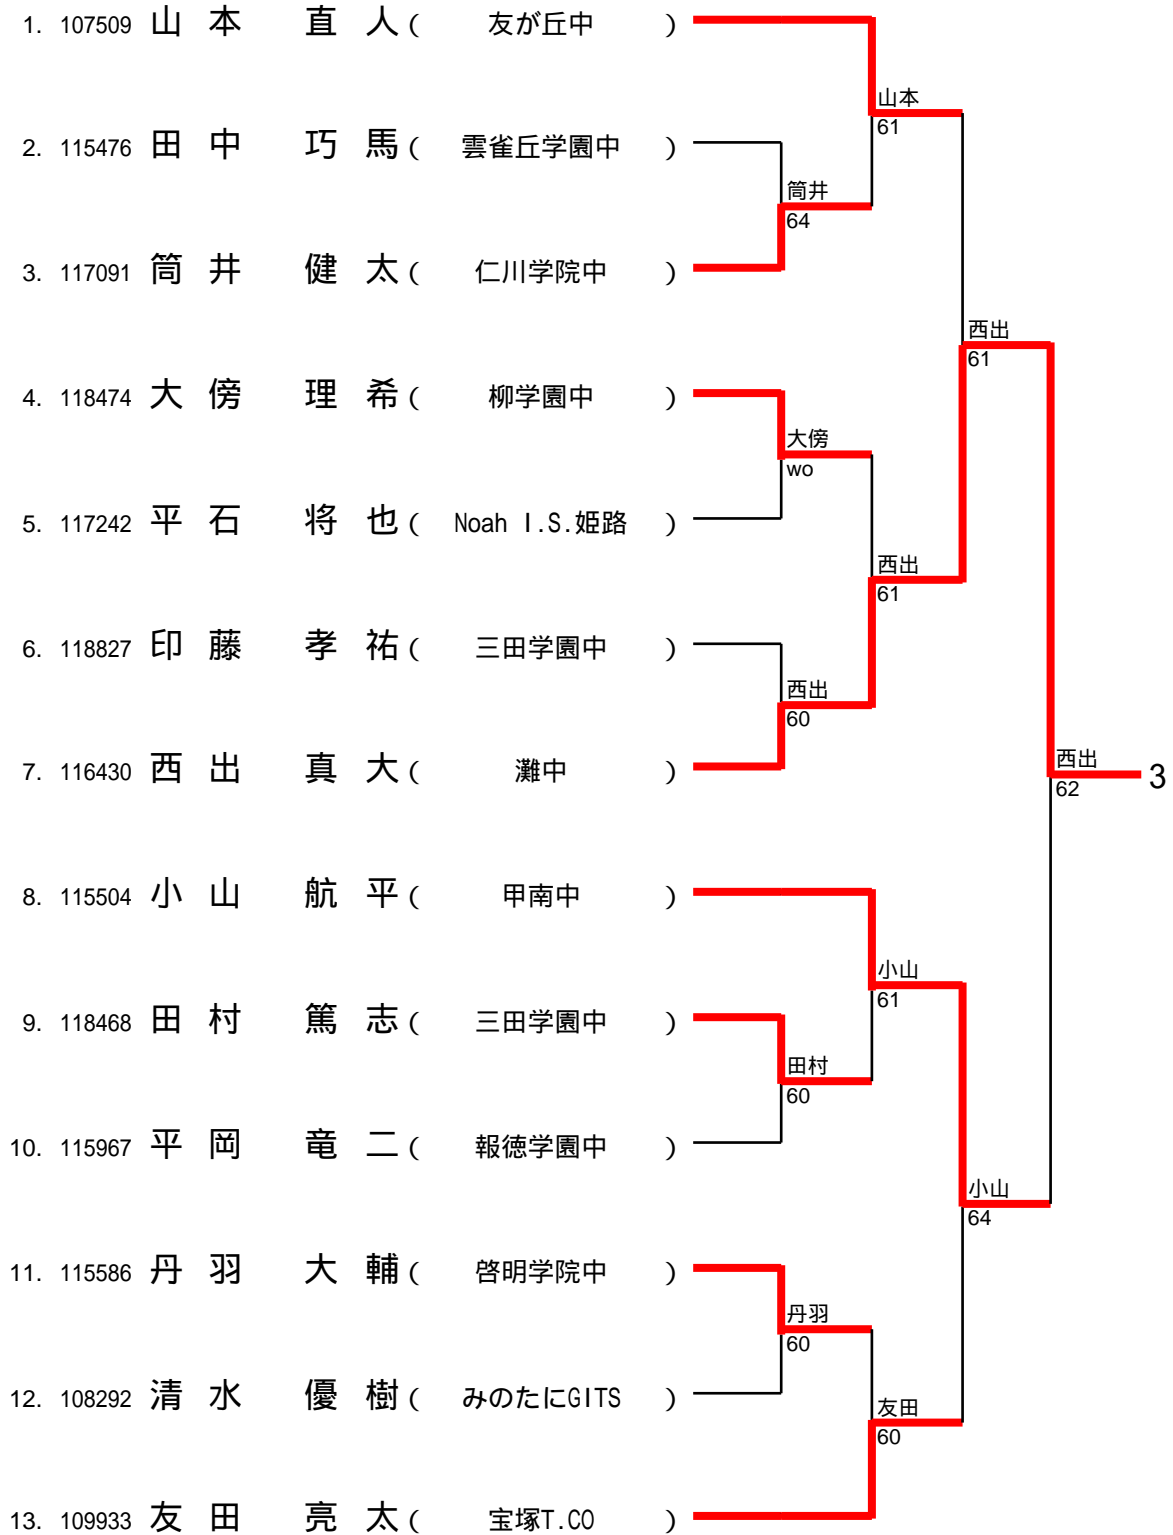 1. 107509 山本 直人 ( 友が丘中 )
山本
61
2. 115476 田中 巧馬 ( 雲雀丘学園中 )
筒井
64
3. 117091 筒井 健太 ( 仁川学院中 )
西出
61
4. 118474 大傍 理希 ( 柳学園中 )
大傍
wo
5. 117242 平石 将也 ( Noah I.S.姫路 )
西出
61
6. 118827 印藤 孝祐 ( 三田学園中 )
西出
60
7. 116430 西出 真大 ( 灘中 )
西出
62
3
8. 115504 小山 航平 ( 甲南中 )
小山
61
9. 118468 田村 篤志 ( 三田学園中 )
田村
60
10. 115967 平岡 竜二 ( 報徳学園中 )
小山
64
11. 115586 丹羽 大輔 ( 啓明学院中 )
丹羽
60
12. 108292 清水 優樹 ( みのたにGITS )
友田
60
13. 109933 友田 亮太 ( 宝塚T.CO )